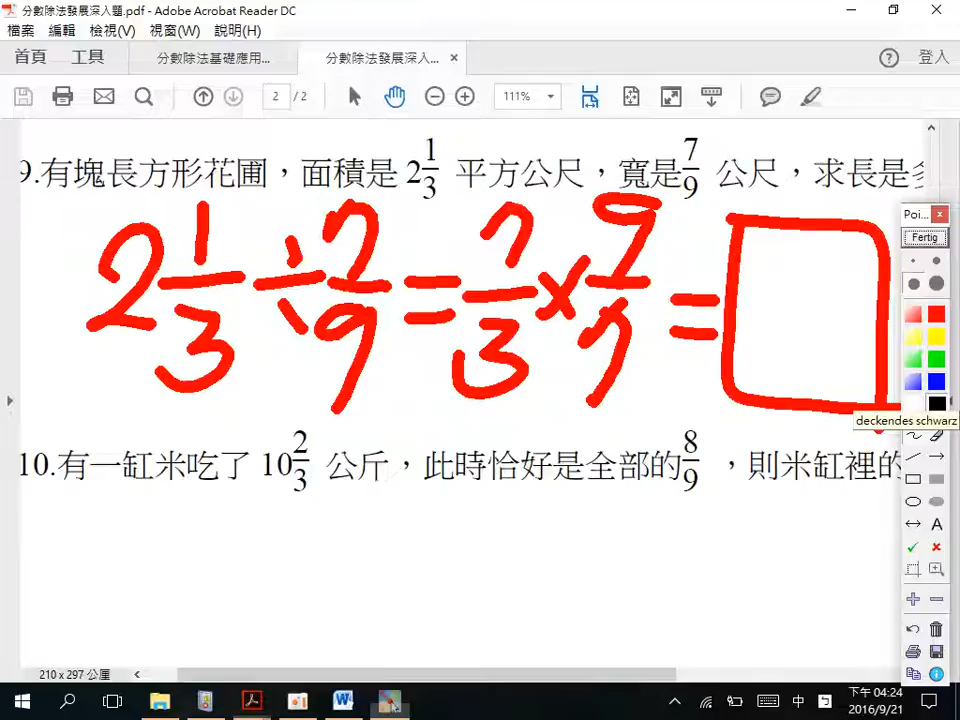 分數除法發展深入題.pdf - Adobe Acrobat Reader DC
檔案 編輯 檢視(V) 視窗(W) 說明(H)
首頁 工具 分數除法基礎應用... 分數除法發展深入... × ? 登入
2 / 2 111%
9.有塊長方形花圃，面積是 2 1/3 平方公尺，寬是 7/9 公尺，求長是
2 1/3 ÷ 7/9 = 7/3 × 9/7 =
Poi...
Fertig
deckendes schwarz
A
10.有一缸米吃了 10 2/3 公斤，此時恰好是全部的 8/9 ，則米缸裡的
210 x 297 公厘
中 下午 04:24
2016/9/21